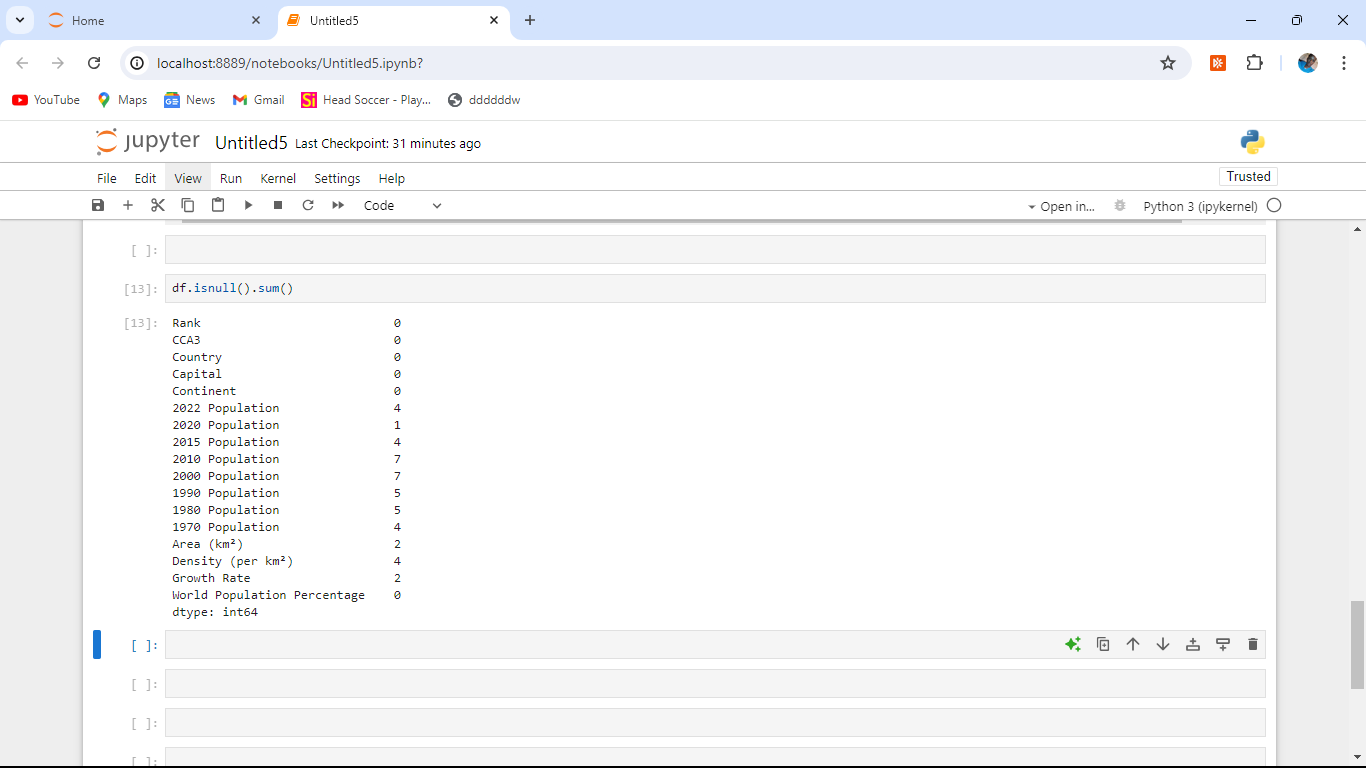 Home
Untitled5
localhost:8889/notebooks/Untitled5.ipynb?
YouTube Maps News Gmail Head Soccer - Play... ddddddw
jupyter Untitled5 Last Checkpoint: 31 minutes ago
File Edit View Run Kernel Settings Help Trusted
Code Open in... Python 3 (ipykernel)
[ ]:
[13]: df.isnull().sum()
[13]: Rank 0
CCA3 0
Country 0
Capital 0
Continent 0
2022 Population 4
2020 Population 1
2015 Population 4
2010 Population 7
2000 Population 7
1990 Population 5
1980 Population 5
1970 Population 4
Area (km²) 2
Density (per km²) 4
Growth Rate 2
World Population Percentage 0
dtype: int64
[ ]:
[ ]:
[ ]:
[ ]: